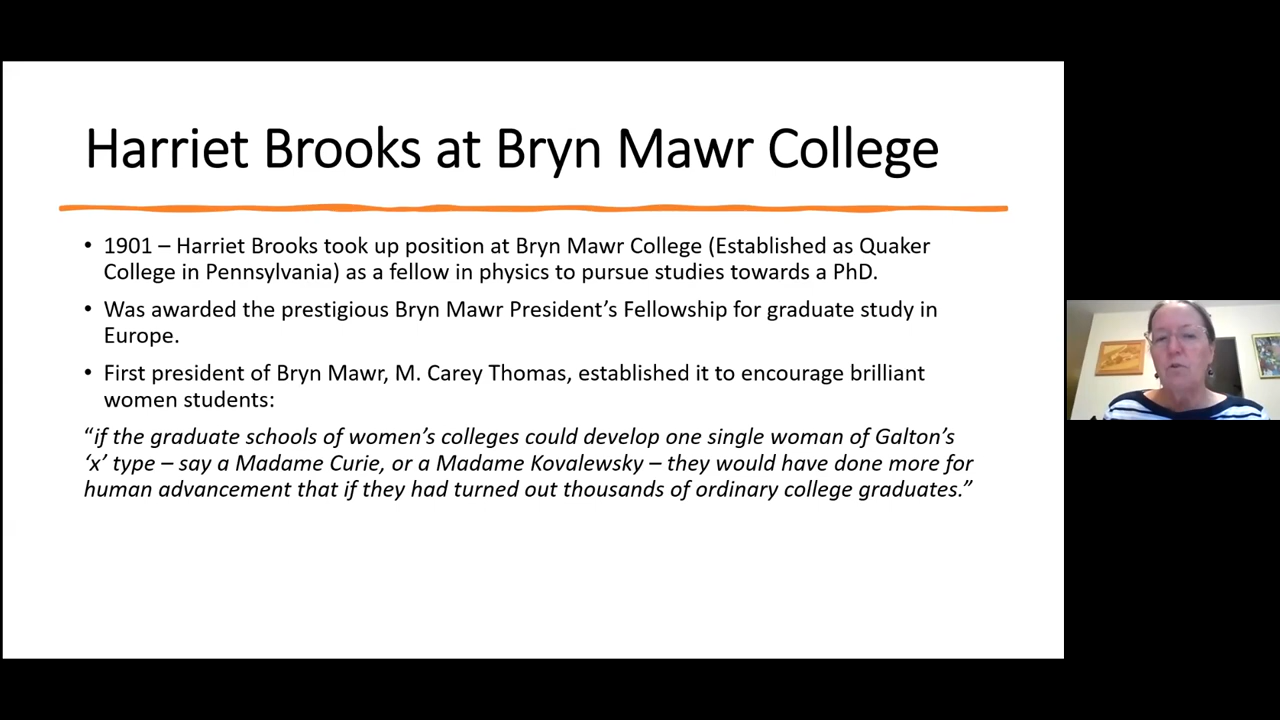 Harriet Brooks at Bryn Mawr College
• 1901 – Harriet Brooks took up position at Bryn Mawr College (Established as Quaker
College in Pennsylvania) as a fellow in physics to pursue studies towards a PhD.
• Was awarded the prestigious Bryn Mawr President’s Fellowship for graduate study in
Europe.
• First president of Bryn Mawr, M. Carey Thomas, established it to encourage brilliant
women students:
“if the graduate schools of women’s colleges could develop one single woman of Galton’s
‘x’ type – say a Madame Curie, or a Madame Kovalewsky – they would have done more for
human advancement that if they had turned out thousands of ordinary college graduates.”